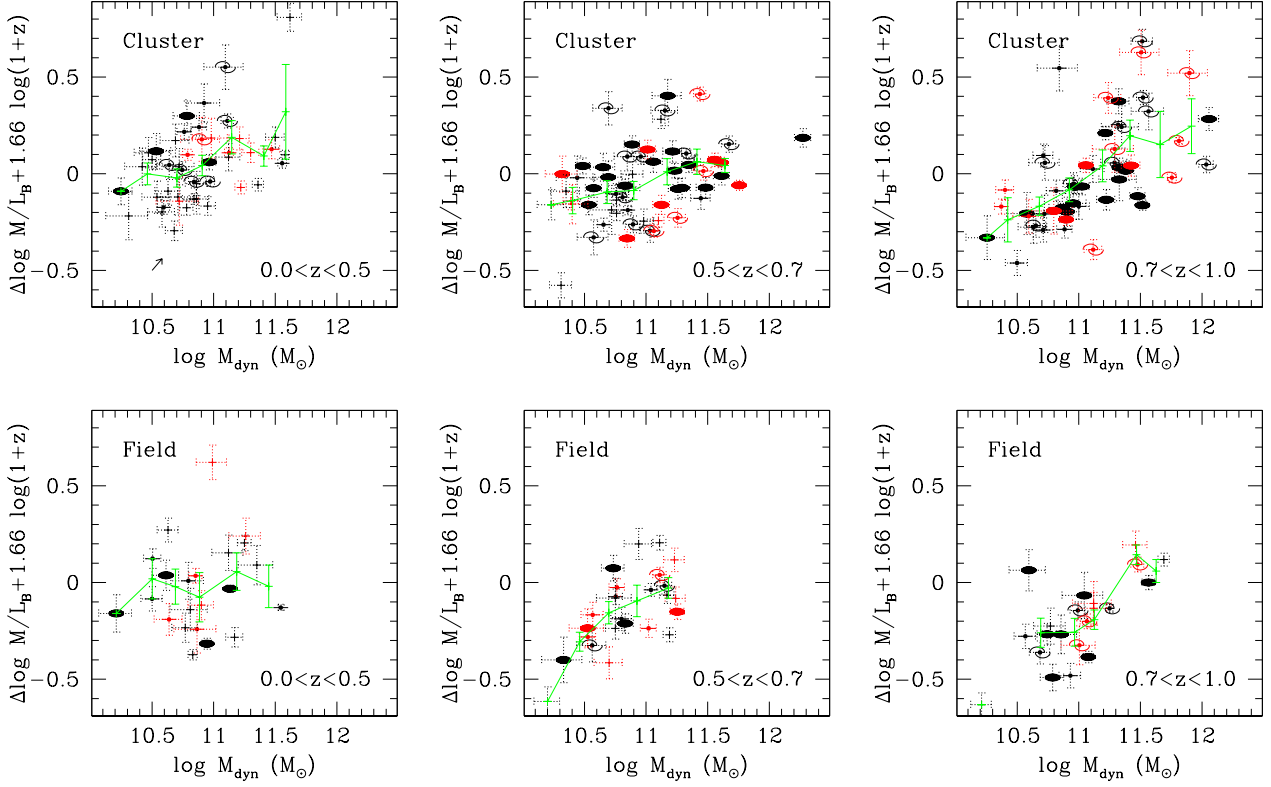 Cluster
Δlog M/L_B+1.66 log(1+z)
0.5
0
−0.5
0.0<z<0.5
10.5 11 11.5 12
log M_dyn (M_⊙)
Cluster
Δlog M/L_B+1.66 log(1+z)
0.5
0
−0.5
0.5<z<0.7
10.5 11 11.5 12
log M_dyn (M_⊙)
Cluster
Δlog M/L_B+1.66 log(1+z)
0.5
0
−0.5
0.7<z<1.0
10.5 11 11.5 12
log M_dyn (M_⊙)
Field
Δlog M/L_B+1.66 log(1+z)
0.5
0
−0.5
0.0<z<0.5
10.5 11 11.5 12
log M_dyn (M_⊙)
Field
Δlog M/L_B+1.66 log(1+z)
0.5
0
−0.5
0.5<z<0.7
10.5 11 11.5 12
log M_dyn (M_⊙)
Field
Δlog M/L_B+1.66 log(1+z)
0.5
0
−0.5
0.7<z<1.0
10.5 11 11.5 12
log M_dyn (M_⊙)